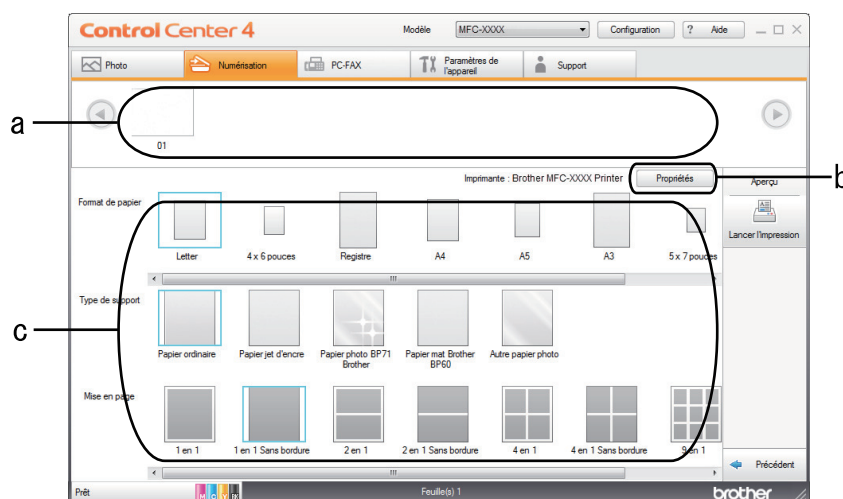 Control Center 4
Modèle
MFC-XXXX
Configuration
? Aide
Photo
Numérisation
PC-FAX
Paramètres de
l'appareil
Support
a
01
Imprimante : Brother MFC-XXXX Printer
Propriétés
b
Aperçu
Lancer l'Impression
Format de papier
Letter
4 x 6 pouces
Registre
A4
A5
A3
5 x 7 pouces
c
Type de support
Papier ordinaire
Papier jet d'encre
Papier photo BP71
Brother
Papier mat Brother
BP60
Autre papier photo
Mise en page
1 en 1
1 en 1 Sans bordure
2 en 1
2 en 1 Sans bordure
4 en 1
4 en 1 Sans bordure
9 en 1
Précédent
Prêt
M C Y BK
Feuille(s) 1
brother